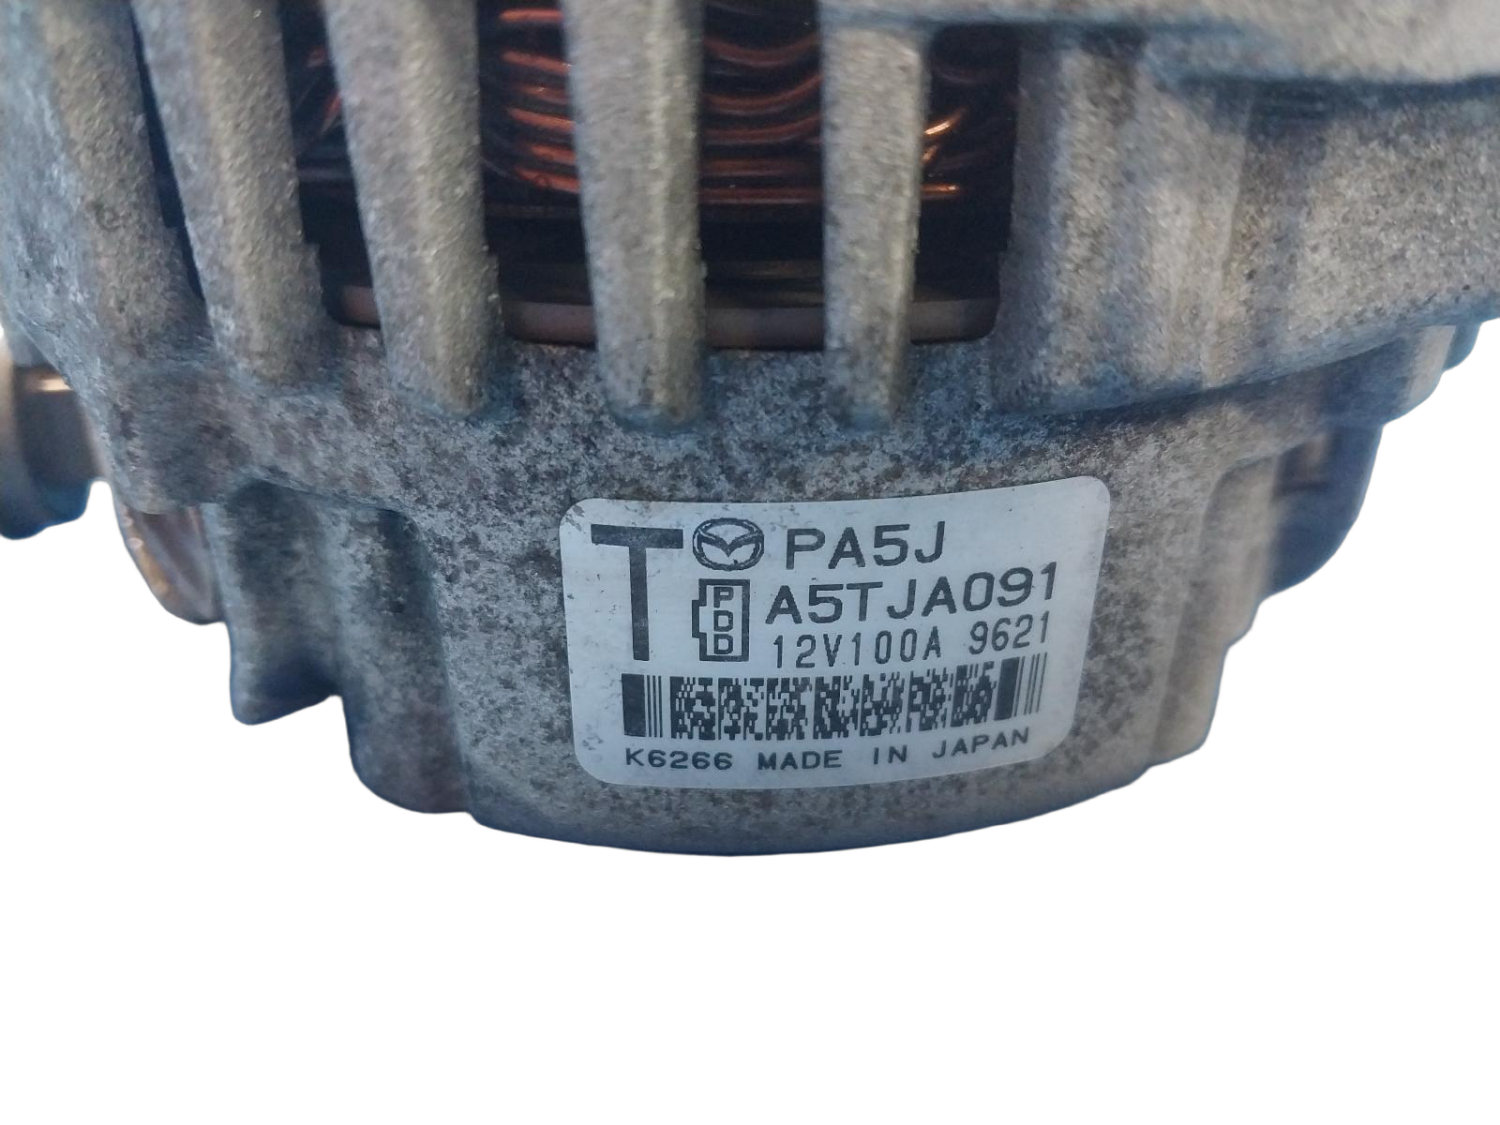 T PA5J
PDD A5TJA091
12V100A 9621
K6266 MADE IN JAPAN